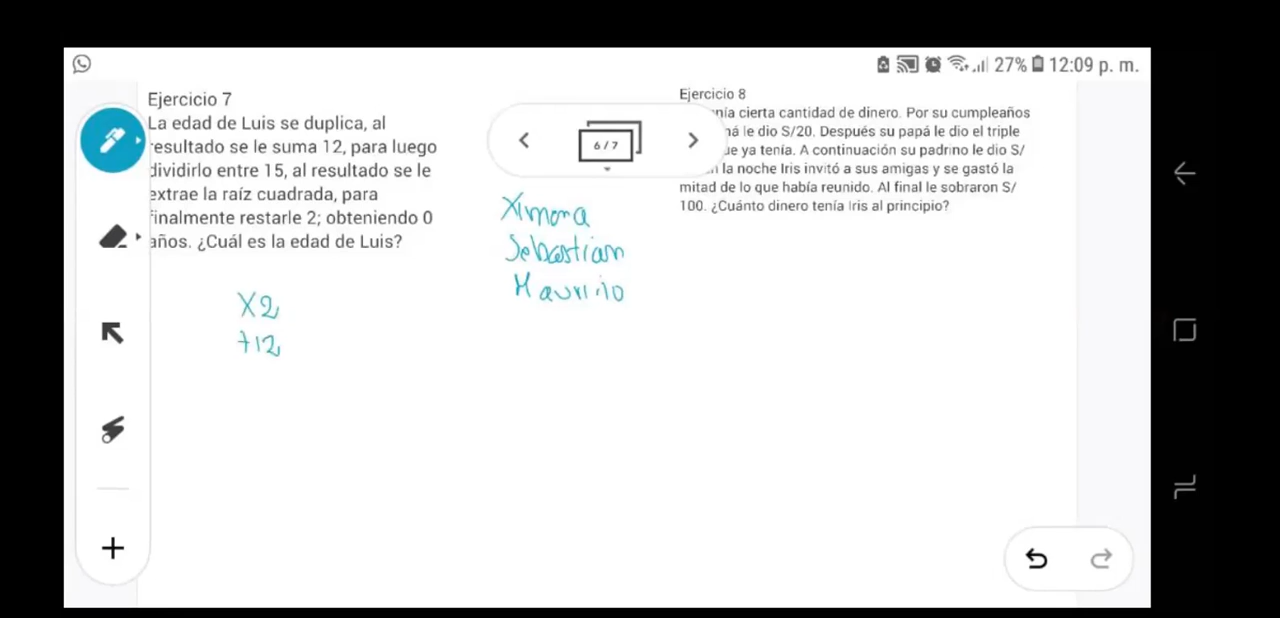 27% 12:09 p. m.
Ejercicio 7
La edad de Luis se duplica, al
resultado se le suma 12, para luego
dividirlo entre 15, al resultado se le
extrae la raíz cuadrada, para
finalmente restarle 2; obteniendo 0
años. ¿Cuál es la edad de Luis?
X2
+12
6/7
Ximena
Sebastian
Mauricio
Ejercicio 8
cierta cantidad de dinero. Por su cumpleaños
le dio S/20. Después su papá le dio el triple
ya tenía. A continuación su padrino le dio S/
la noche Iris invitó a sus amigas y se gastó la
mitad de lo que había reunido. Al final le sobraron S/
100. ¿Cuánto dinero tenía Iris al principio?